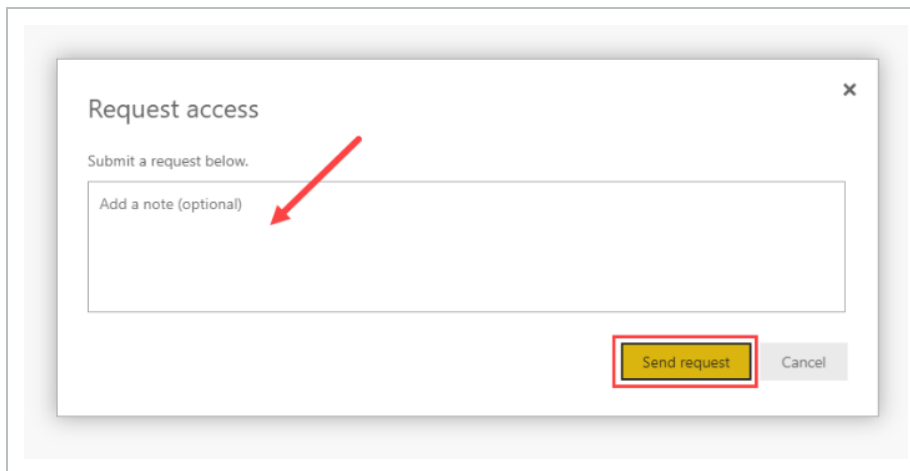 Request access
Submit a request below.
Add a note (optional)
Send request
Cancel